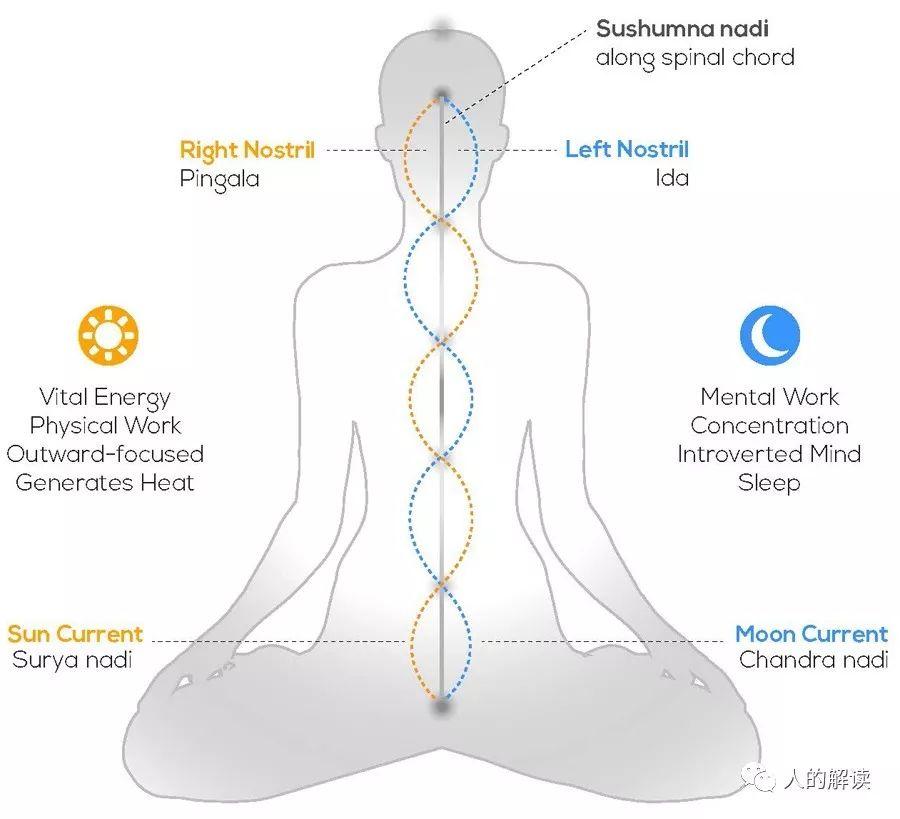 Sushumna nadi
along spinal chord
Right Nostril
Pingala
Left Nostril
Ida
Vital Energy
Physical Work
Outward-focused
Generates Heat
Mental Work
Concentration
Introverted Mind
Sleep
Sun Current
Surya nadi
Moon Current
Chandra nadi
人的解读